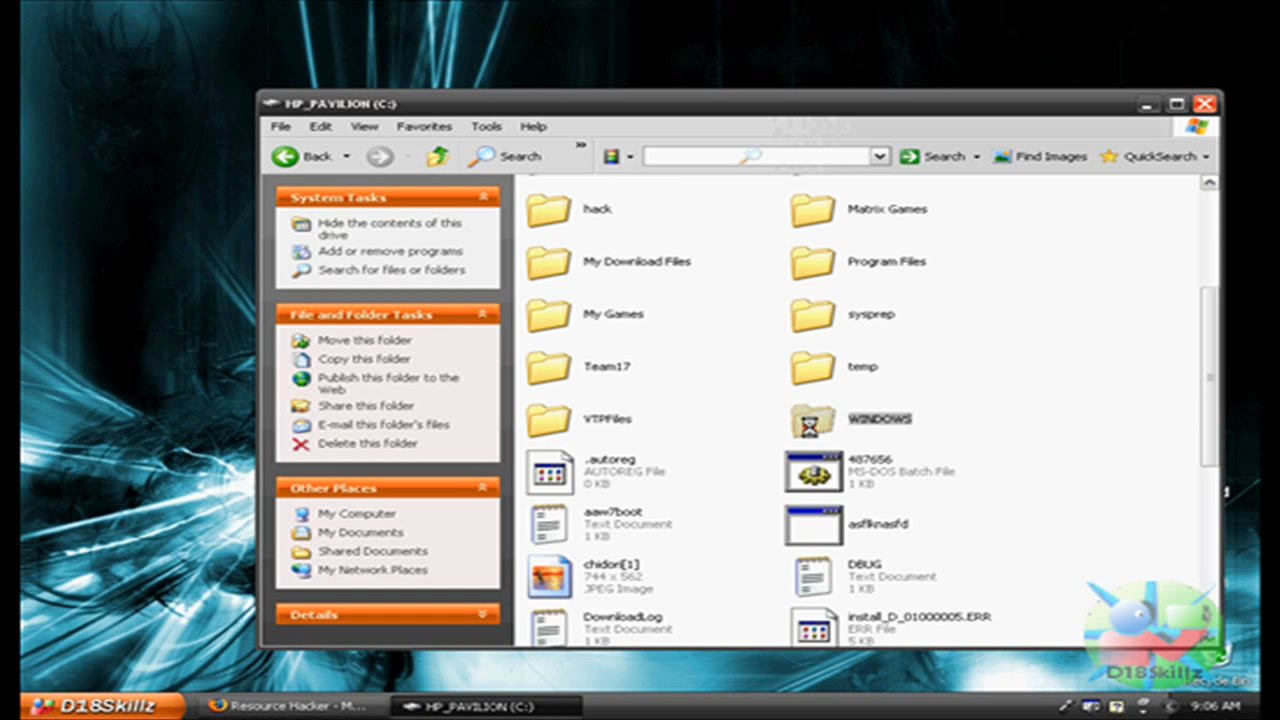 HP_PAVILION (C:)
File Edit View Favorites Tools Help
Back Search » Search Find Images QuickSearch
System Tasks
Hide the contents of this
drive
Add or remove programs
Search for files or folders
File and Folder Tasks
Move this folder
Copy this folder
Publish this folder to the
Web
Share this folder
E-mail this folder's files
Delete this folder
Other Places
My Computer
My Documents
Shared Documents
My Network Places
Details
hack
Matrix Games
My Download Files
Program Files
My Games
sysprep
Team17
temp
VTPFiles
WINDOWS
.autoreg
AUTOREG File
0 KB
487656
MS-DOS Batch File
1 KB
aaw7boot
Text Document
1 KB
asflknasfd
chidori[1]
744 x 562
JPEG Image
DBUG
Text Document
1 KB
DownloadLog
Text Document
1 KB
install_D_01000005.ERR
ERR File
5 KB
D18Skillz
Recycle Bin
D18Skillz
Resource Hacker - M...
HP_PAVILION (C:)
9:06 AM